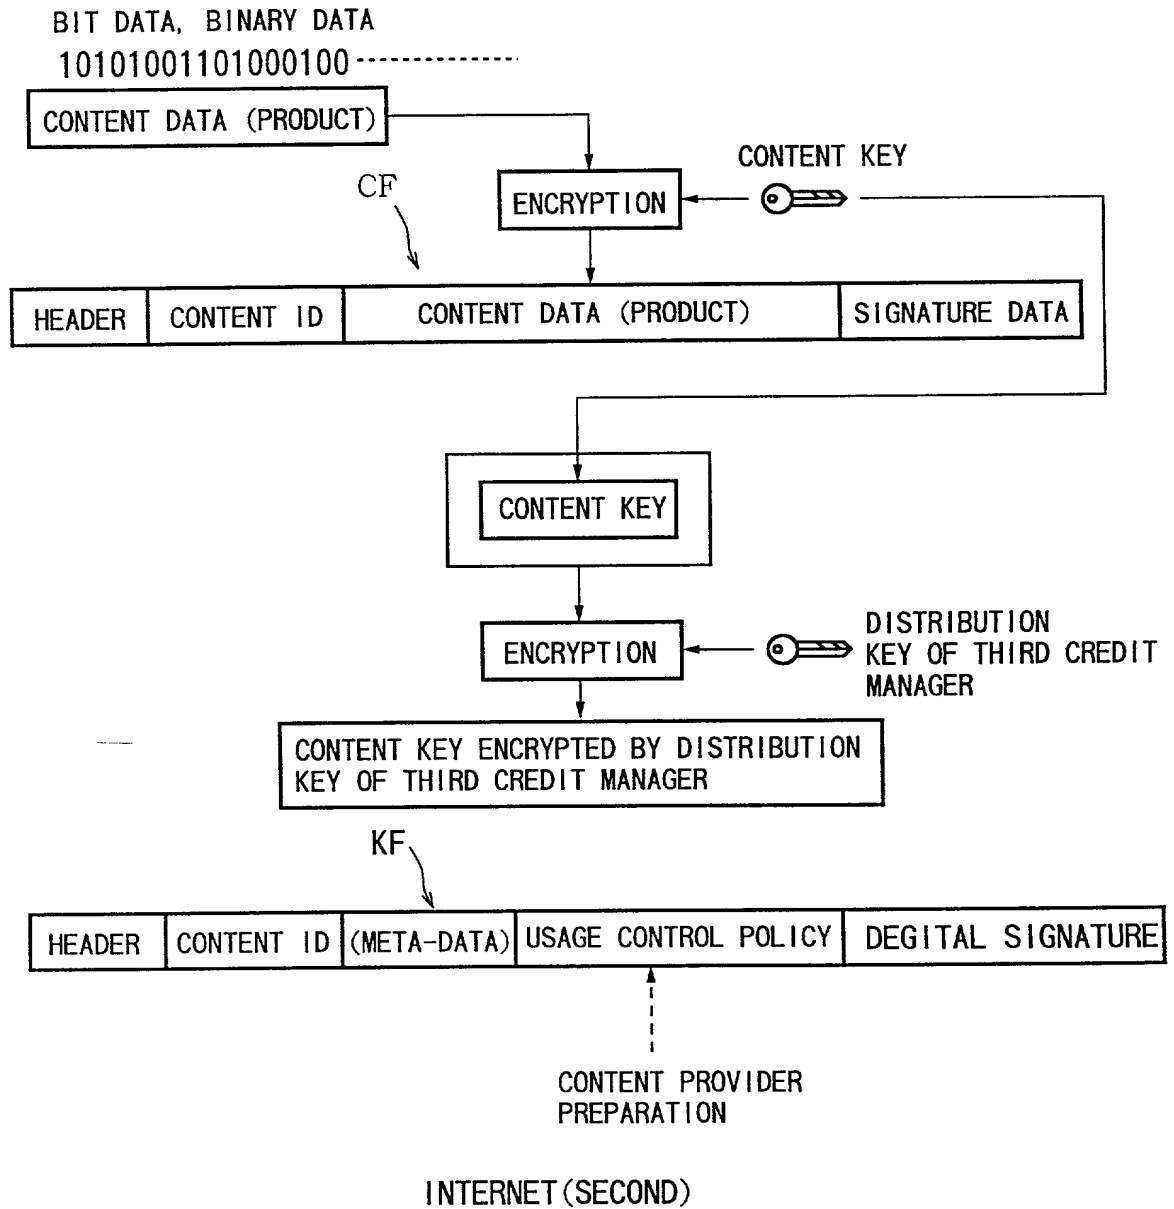 BIT DATA, BINARY DATA
10101001101000100
CONTENT DATA (PRODUCT)
CONTENT KEY
CF
ENCRYPTION
HEADER CONTENT ID CONTENT DATA (PRODUCT) SIGNATURE DATA
CONTENT KEY
ENCRYPTION
DISTRIBUTION
KEY OF THIRD CREDIT
MANAGER
CONTENT KEY ENCRYPTED BY DISTRIBUTION
KEY OF THIRD CREDIT MANAGER
KF
HEADER CONTENT ID (META-DATA) USAGE CONTROL POLICY DEGITAL SIGNATURE
CONTENT PROVIDER
PREPARATION
INTERNET(SECOND)